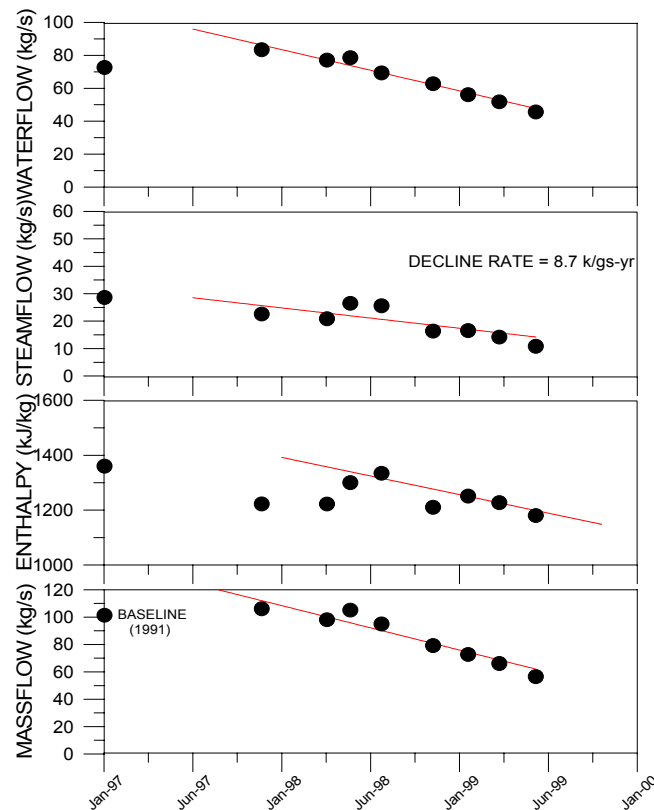 100
80
60
40
20
0
WATERFLOW (kg/s)
60
50
40
30
20
10
0
STEAMFLOW (kg/s)
DECLINE RATE = 8.7 k/gs-yr
1600
1400
1200
1000
ENTHALPY (kJ/kg)
120
100
80
60
40
20
0
MASSFLOW (kg/s)
BASELINE
(1991)
Jan-97
Jun-97
Jan-98
Jun-98
Jan-99
Jun-99
Jan-00